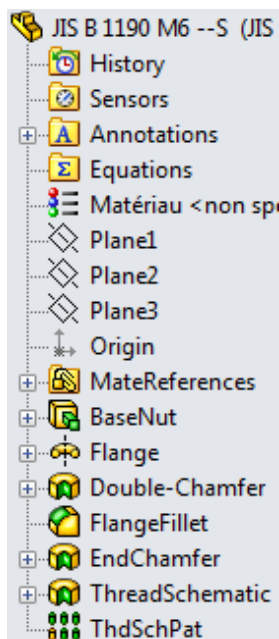 JIS B 1190 M6 --S (JIS
History
Sensors
Annotations
Equations
Matériau <non spe
Plane1
Plane2
Plane3
Origin
MateReferences
BaseNut
Flange
Double-Chamfer
FlangeFillet
EndChamfer
ThreadSchematic
ThdSchPat